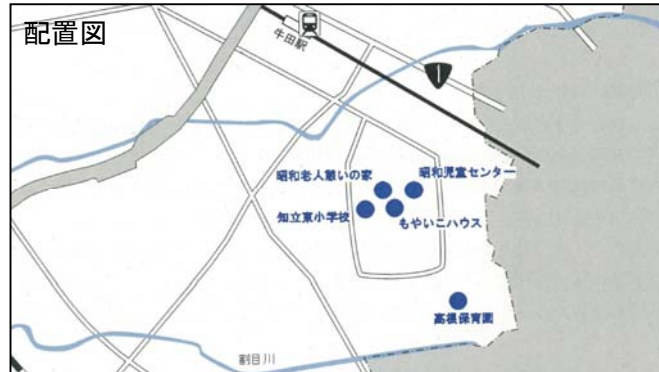 配置図
牛田駅
1
昭和老人憩いの家
昭和児童センター
知立東小学校
もやいこハウス
高根保育園
割目川